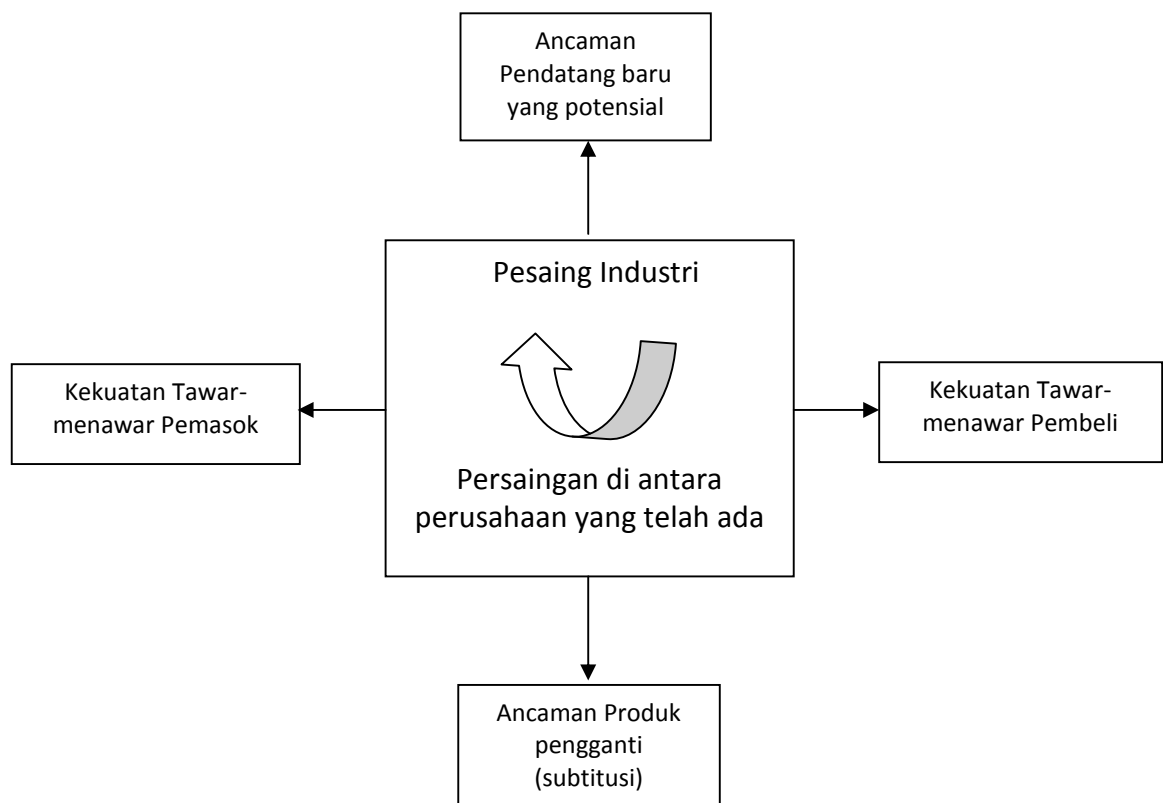 Ancaman
Pendatang baru
yang potensial
Pesaing Industri
Kekuatan Tawar-
menawar Pemasok
Kekuatan Tawar-
menawar Pembeli
Persaingan di antara
perusahaan yang telah ada
Ancaman Produk
pengganti
(subtitusi)